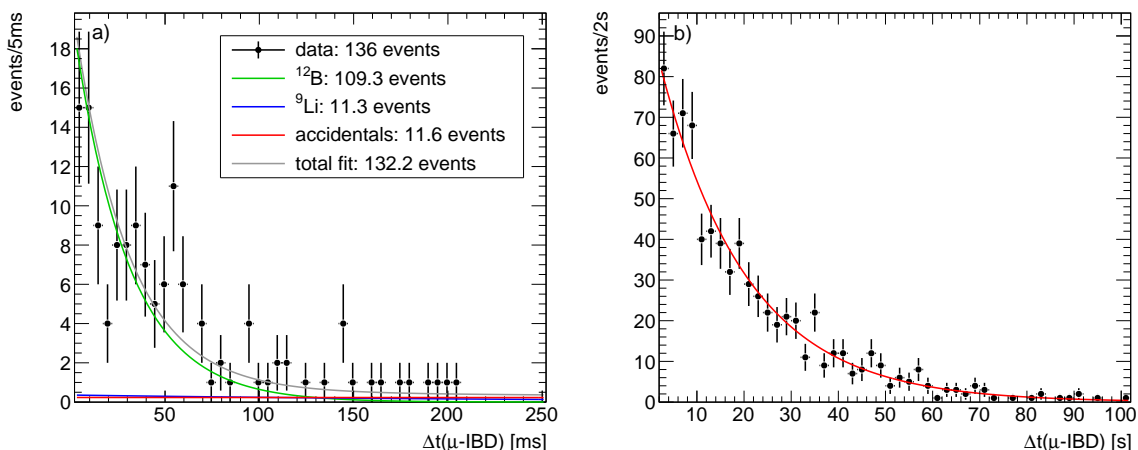 events/5ms
a)
data: 136 events
¹²B: 109.3 events
⁹Li: 11.3 events
accidentals: 11.6 events
total fit: 132.2 events
18
16
14
12
10
8
6
4
2
0
50 100 150 200 250
Δt(μ-IBD) [ms]
events/2s
b)
90
80
70
60
50
40
30
20
10
0
10 20 30 40 50 60 70 80 90 100
Δt(μ-IBD) [s]